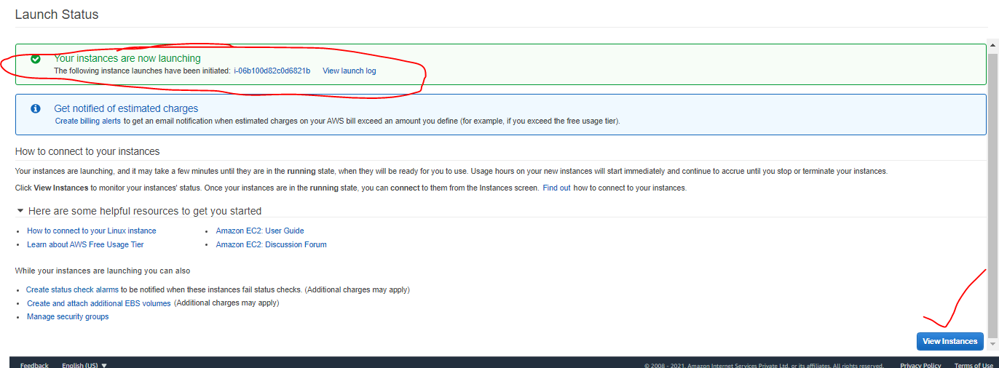 Launch Status
Your instances are now launching
The following instance launches have been initiated: i-06b100d82c0d6821b View launch log
Get notified of estimated charges
Create billing alerts to get an email notification when estimated charges on your AWS bill exceed an amount you define (for example, if you exceed the free usage tier).
How to connect to your instances
Your instances are launching, and it may take a few minutes until they are in the running state, when they will be ready for you to use. Usage hours on your new instances will start immediately and continue to accrue until you stop or terminate your instances.
Click View Instances to monitor your instances' status. Once your instances are in the running state, you can connect to them from the Instances screen. Find out how to connect to your instances.
Here are some helpful resources to get you started
How to connect to your Linux instance Amazon EC2: User Guide
Learn about AWS Free Usage Tier Amazon EC2: Discussion Forum
While your instances are launching you can also
Create status check alarms to be notified when these instances fail status checks. (Additional charges may apply)
Create and attach additional EBS volumes (Additional charges may apply)
Manage security groups
View Instances
Feedback English (US) © 2008 - 2021, Amazon Internet Services Private Ltd. or its affiliates. All rights reserved. Privacy Policy Terms of Use